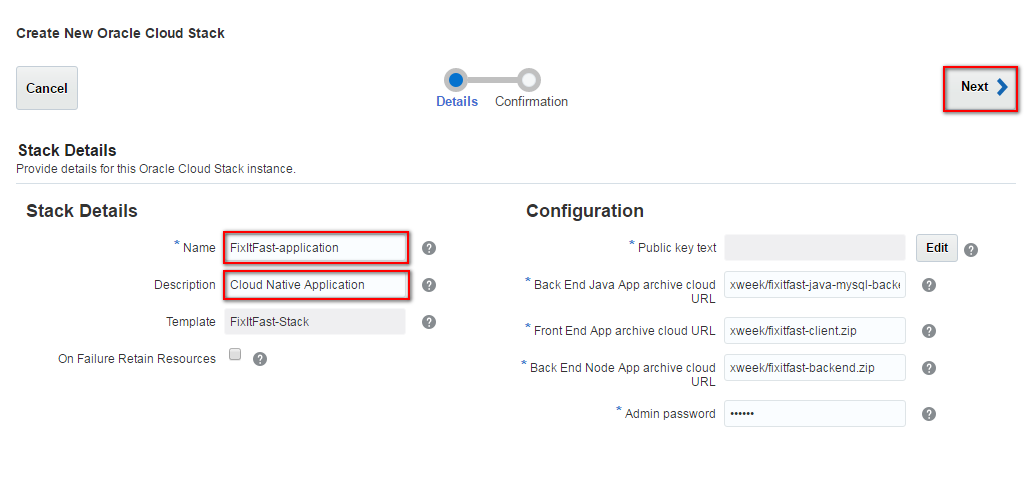 Create New Oracle Cloud Stack
Cancel
Details
Confirmation
Next
Stack Details
Provide details for this Oracle Cloud Stack instance.
Stack Details
* Name FixItFast-application ?
Description Cloud Native Application ?
Template FixItFast-Stack ?
On Failure Retain Resources ?
Configuration
* Public key text Edit ?
* Back End Java App archive cloud xweek/fixitfast-java-mysql-backe ?
URL
* Front End App archive cloud URL xweek/fixitfast-client.zip ?
* Back End Node App archive cloud xweek/fixitfast-backend.zip ?
URL
* Admin password •••••• ?